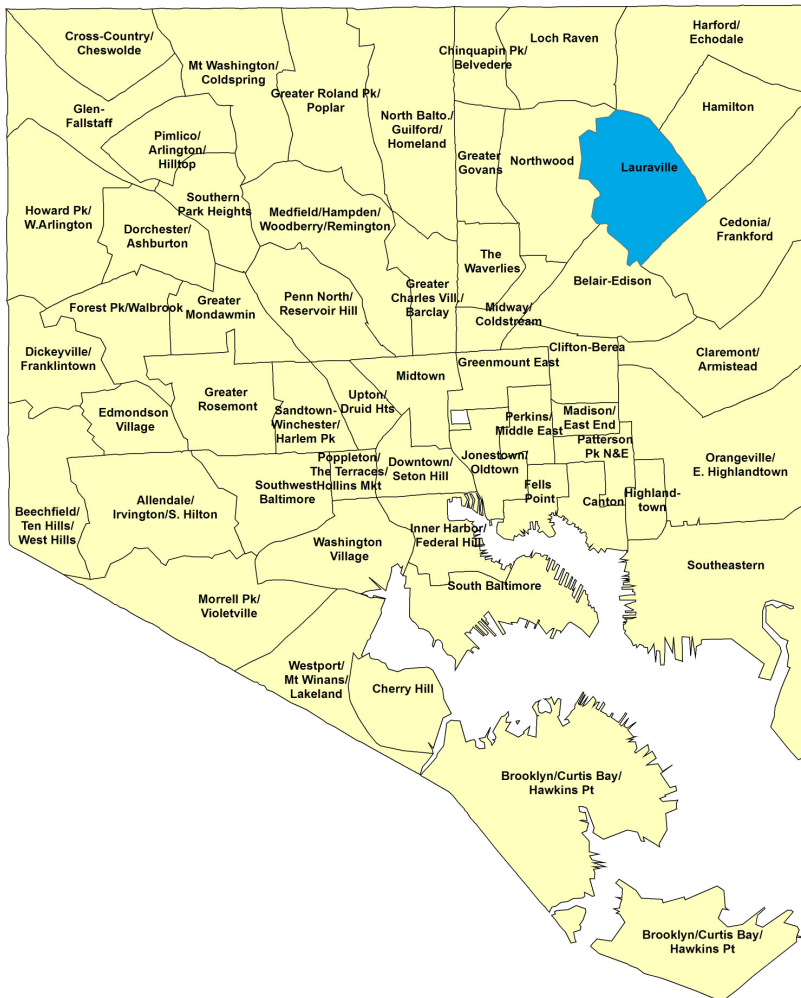 Cross-Country/
Cheswolde
Mt Washington/
Coldspring
Greater Roland Pk/
Poplar
North Balto./
Guilford/
Homeland
Chinquapin Pk/
Belvedere
Loch Raven
Harford/
Echodale
Glen-
Fallstaff
Pimlico/
Arlington/
Hilltop
Greater
Govans
Northwood
Lauraville
Hamilton
Howard Pk/
W.Arlington
Dorchester/
Ashburton
Southern
Park Heights
Medfield/Hampden/
Woodberry/Remington
The
Waverlies
Cedonia/
Frankford
Forest Pk/Walbrook
Greater
Mondawmin
Penn North/
Reservoir Hill
Greater
Charles Vill./
Barclay
Midway/
Coldstream
Belair-Edison
Dickeyville/
Franklintown
Greater
Rosemont
Upton/
Druid Hts
Midtown
Greenmount East
Clifton-Berea
Claremont/
Armistead
Edmondson
Village
Sandtown-
Winchester/
Harlem Pk
Perkins/
Middle East
Madison/
East End
Patterson
Pk N&E
Beechfield/
Ten Hills/
West Hills
Allendale/
Irvington/S. Hilton
Southwest
Baltimore
Poppleton/
The Terraces/
Hollins Mkt
Downtown/
Seton Hill
Jonestown/
Oldtown
Fells
Point
Canton
Highland-
town
Orangeville/
E. Highlandtown
Washington
Village
Inner Harbor/
Federal Hill
South Baltimore
Southeastern
Morrell Pk/
Violetville
Westport/
Mt Winans/
Lakeland
Cherry Hill
Brooklyn/Curtis Bay/
Hawkins Pt
Brooklyn/Curtis Bay/
Hawkins Pt